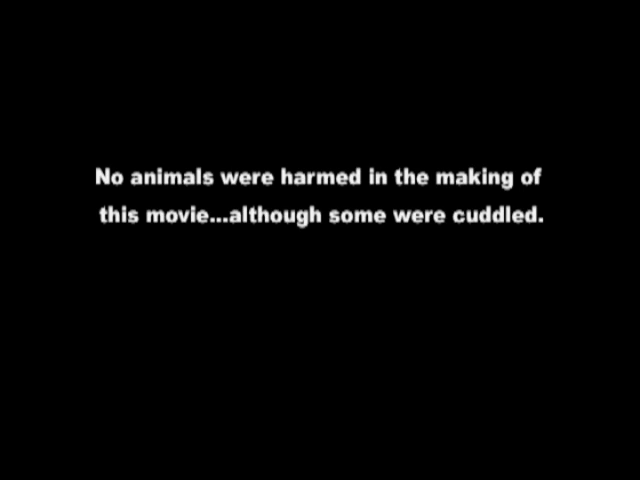 No animals were harmed in the making of
this movie...although some were cuddled.